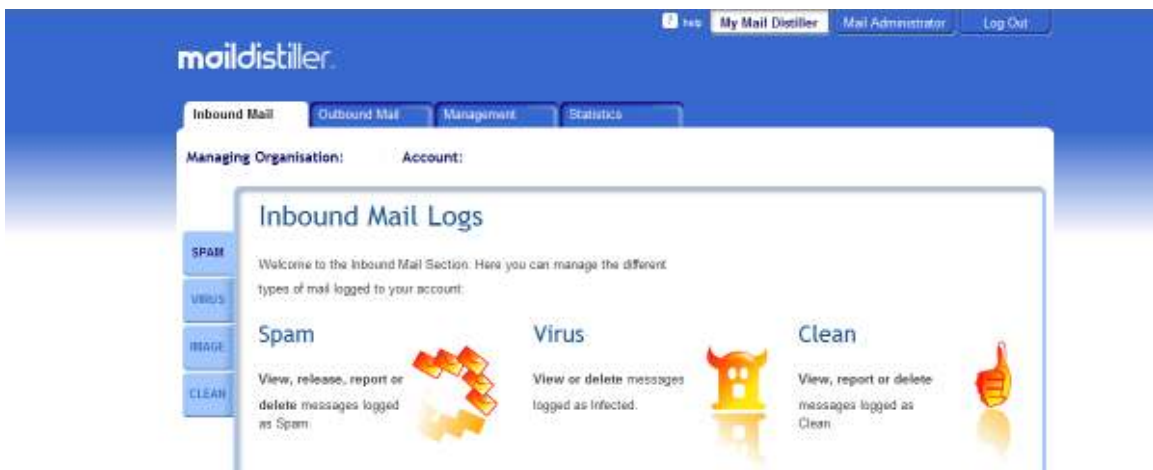 ? help My Mail Distiller Mail Administrator Log Out
maildistiller.
Inbound Mail Outbound Mail Management Statistics
Managing Organisation: Account:
Inbound Mail Logs
SPAM
Welcome to the Inbound Mail Section. Here you can manage the different
types of mail logged to your account:
VIRUS
IMAGE
CLEAN
Spam
View, release, report or
delete messages logged
as Spam.
Virus
View or delete messages
logged as Infected.
Clean
View, report or delete
messages logged as
Clean